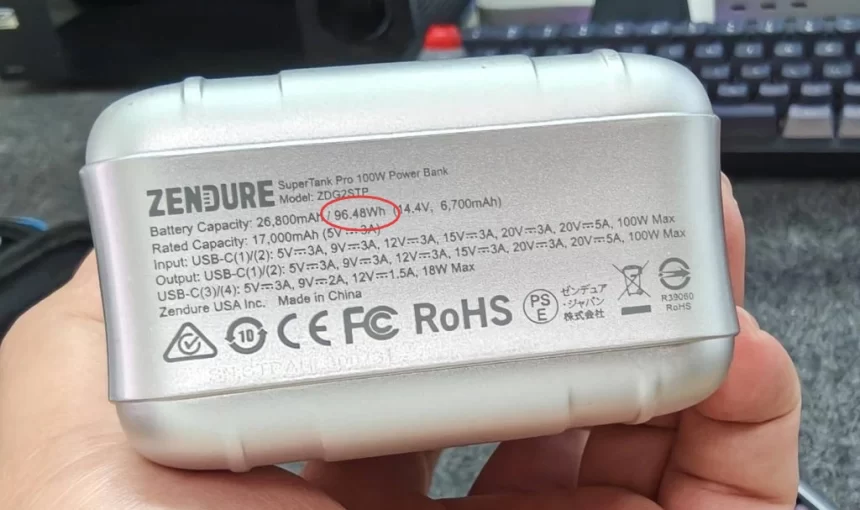 ZENDURE SuperTank Pro 100W Power Bank
Model: ZDG2STP
Battery Capacity: 26,800mAh / 96.48Wh (14.4V, 6,700mAh)
Rated Capacity: 17,000mAh (5V⎓3A)
Input: USB-C(1)/(2): 5V⎓3A, 9V⎓3A, 12V⎓3A, 15V⎓3A, 20V⎓3A, 20V⎓5A, 100W Max
Output: USB-C(1)/(2): 5V⎓3A, 9V⎓3A, 12V⎓3A, 15V⎓3A, 20V⎓3A, 20V⎓5A, 100W Max
USB-C(3)/(4): 5V⎓3A, 9V⎓2A, 12V⎓1.5A, 18W Max
Zendure USA Inc. Made in China
10 CE FC RoHS PS E
ゼンデュア
・ジャパン
株式会社
R39060
RoHS